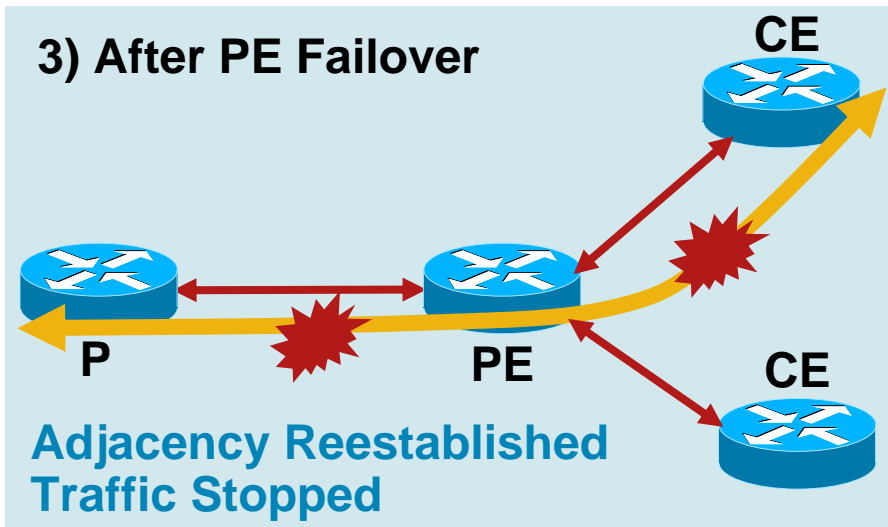 3) After PE Failover
CE
P
PE
CE
Adjacency Reestablished
Traffic Stopped